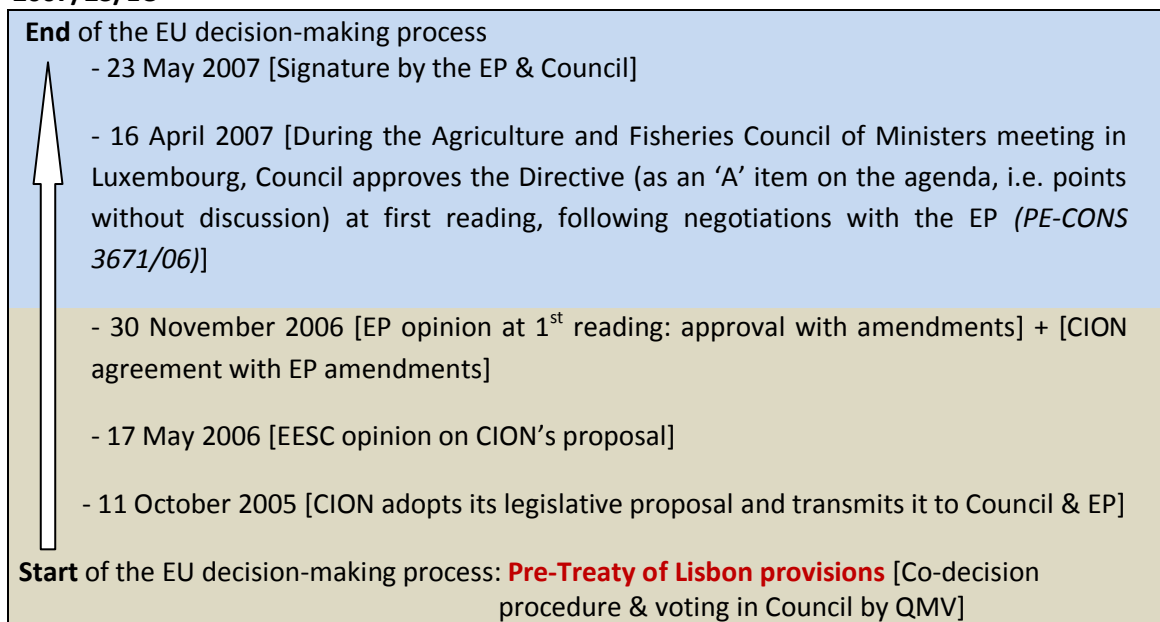 End of the EU decision-making process
- 23 May 2007 [Signature by the EP & Council]
- 16 April 2007 [During the Agriculture and Fisheries Council of Ministers meeting in
Luxembourg, Council approves the Directive (as an ‘A’ item on the agenda, i.e. points
without discussion) at first reading, following negotiations with the EP (PE-CONS
3671/06)]
- 30 November 2006 [EP opinion at 1st reading: approval with amendments] + [CION
agreement with EP amendments]
- 17 May 2006 [EESC opinion on CION’s proposal]
- 11 October 2005 [CION adopts its legislative proposal and transmits it to Council & EP]
Start of the EU decision-making process: Pre-Treaty of Lisbon provisions [Co-decision
procedure & voting in Council by QMV]